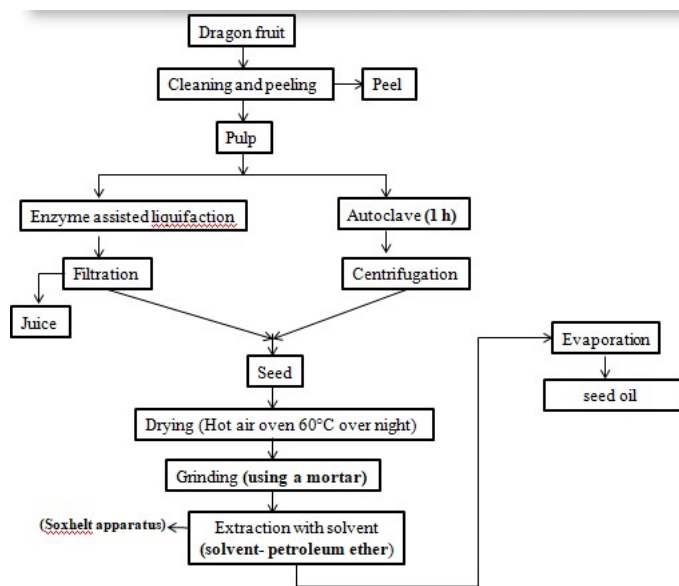 Dragon fruit
Cleaning and peeling
Peel
Pulp
Enzyme assisted liquifaction
Autoclave (1 h)
Filtration
Centrifugation
Juice
Evaporation
Seed
seed oil
Drying (Hot air oven 60°C over night)
Grinding (using a mortar)
(Soxhelt apparatus)
Extraction with solvent
(solvent- petroleum ether)